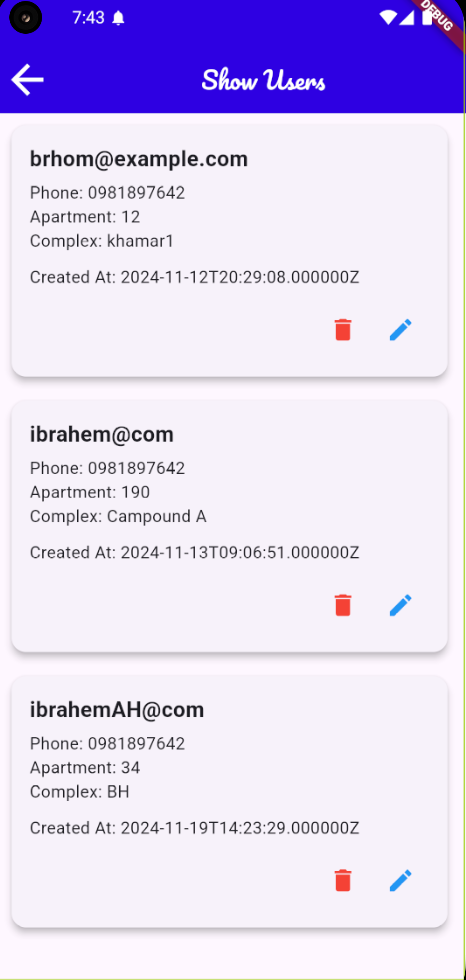 7:43
DEBUG
Show Users
brhom@example.com
Phone: 0981897642
Apartment: 12
Complex: khamar1
Created At: 2024-11-12T20:29:08.000000Z
ibrahem@com
Phone: 0981897642
Apartment: 190
Complex: Campound A
Created At: 2024-11-13T09:06:51.000000Z
ibrahemAH@com
Phone: 0981897642
Apartment: 34
Complex: BH
Created At: 2024-11-19T14:23:29.000000Z